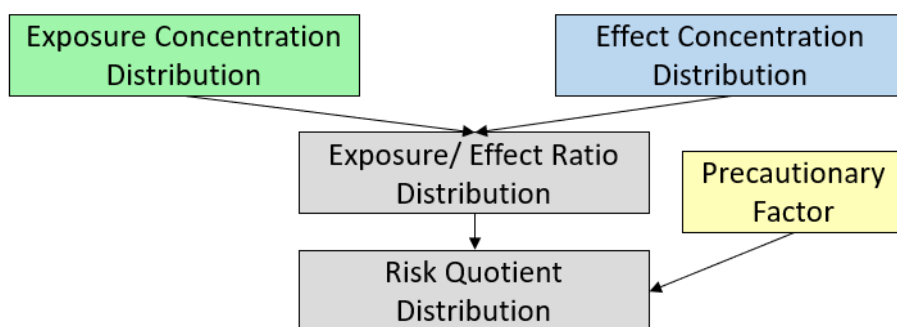 Exposure Concentration
Distribution
Effect Concentration
Distribution
Exposure/ Effect Ratio
Distribution
Precautionary
Factor
Risk Quotient
Distribution